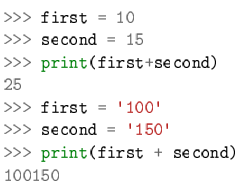 >>> first = 10
>>> second = 15
>>> print(first+second)
25
>>> first = '100'
>>> second = '150'
>>> print(first + second)
100150